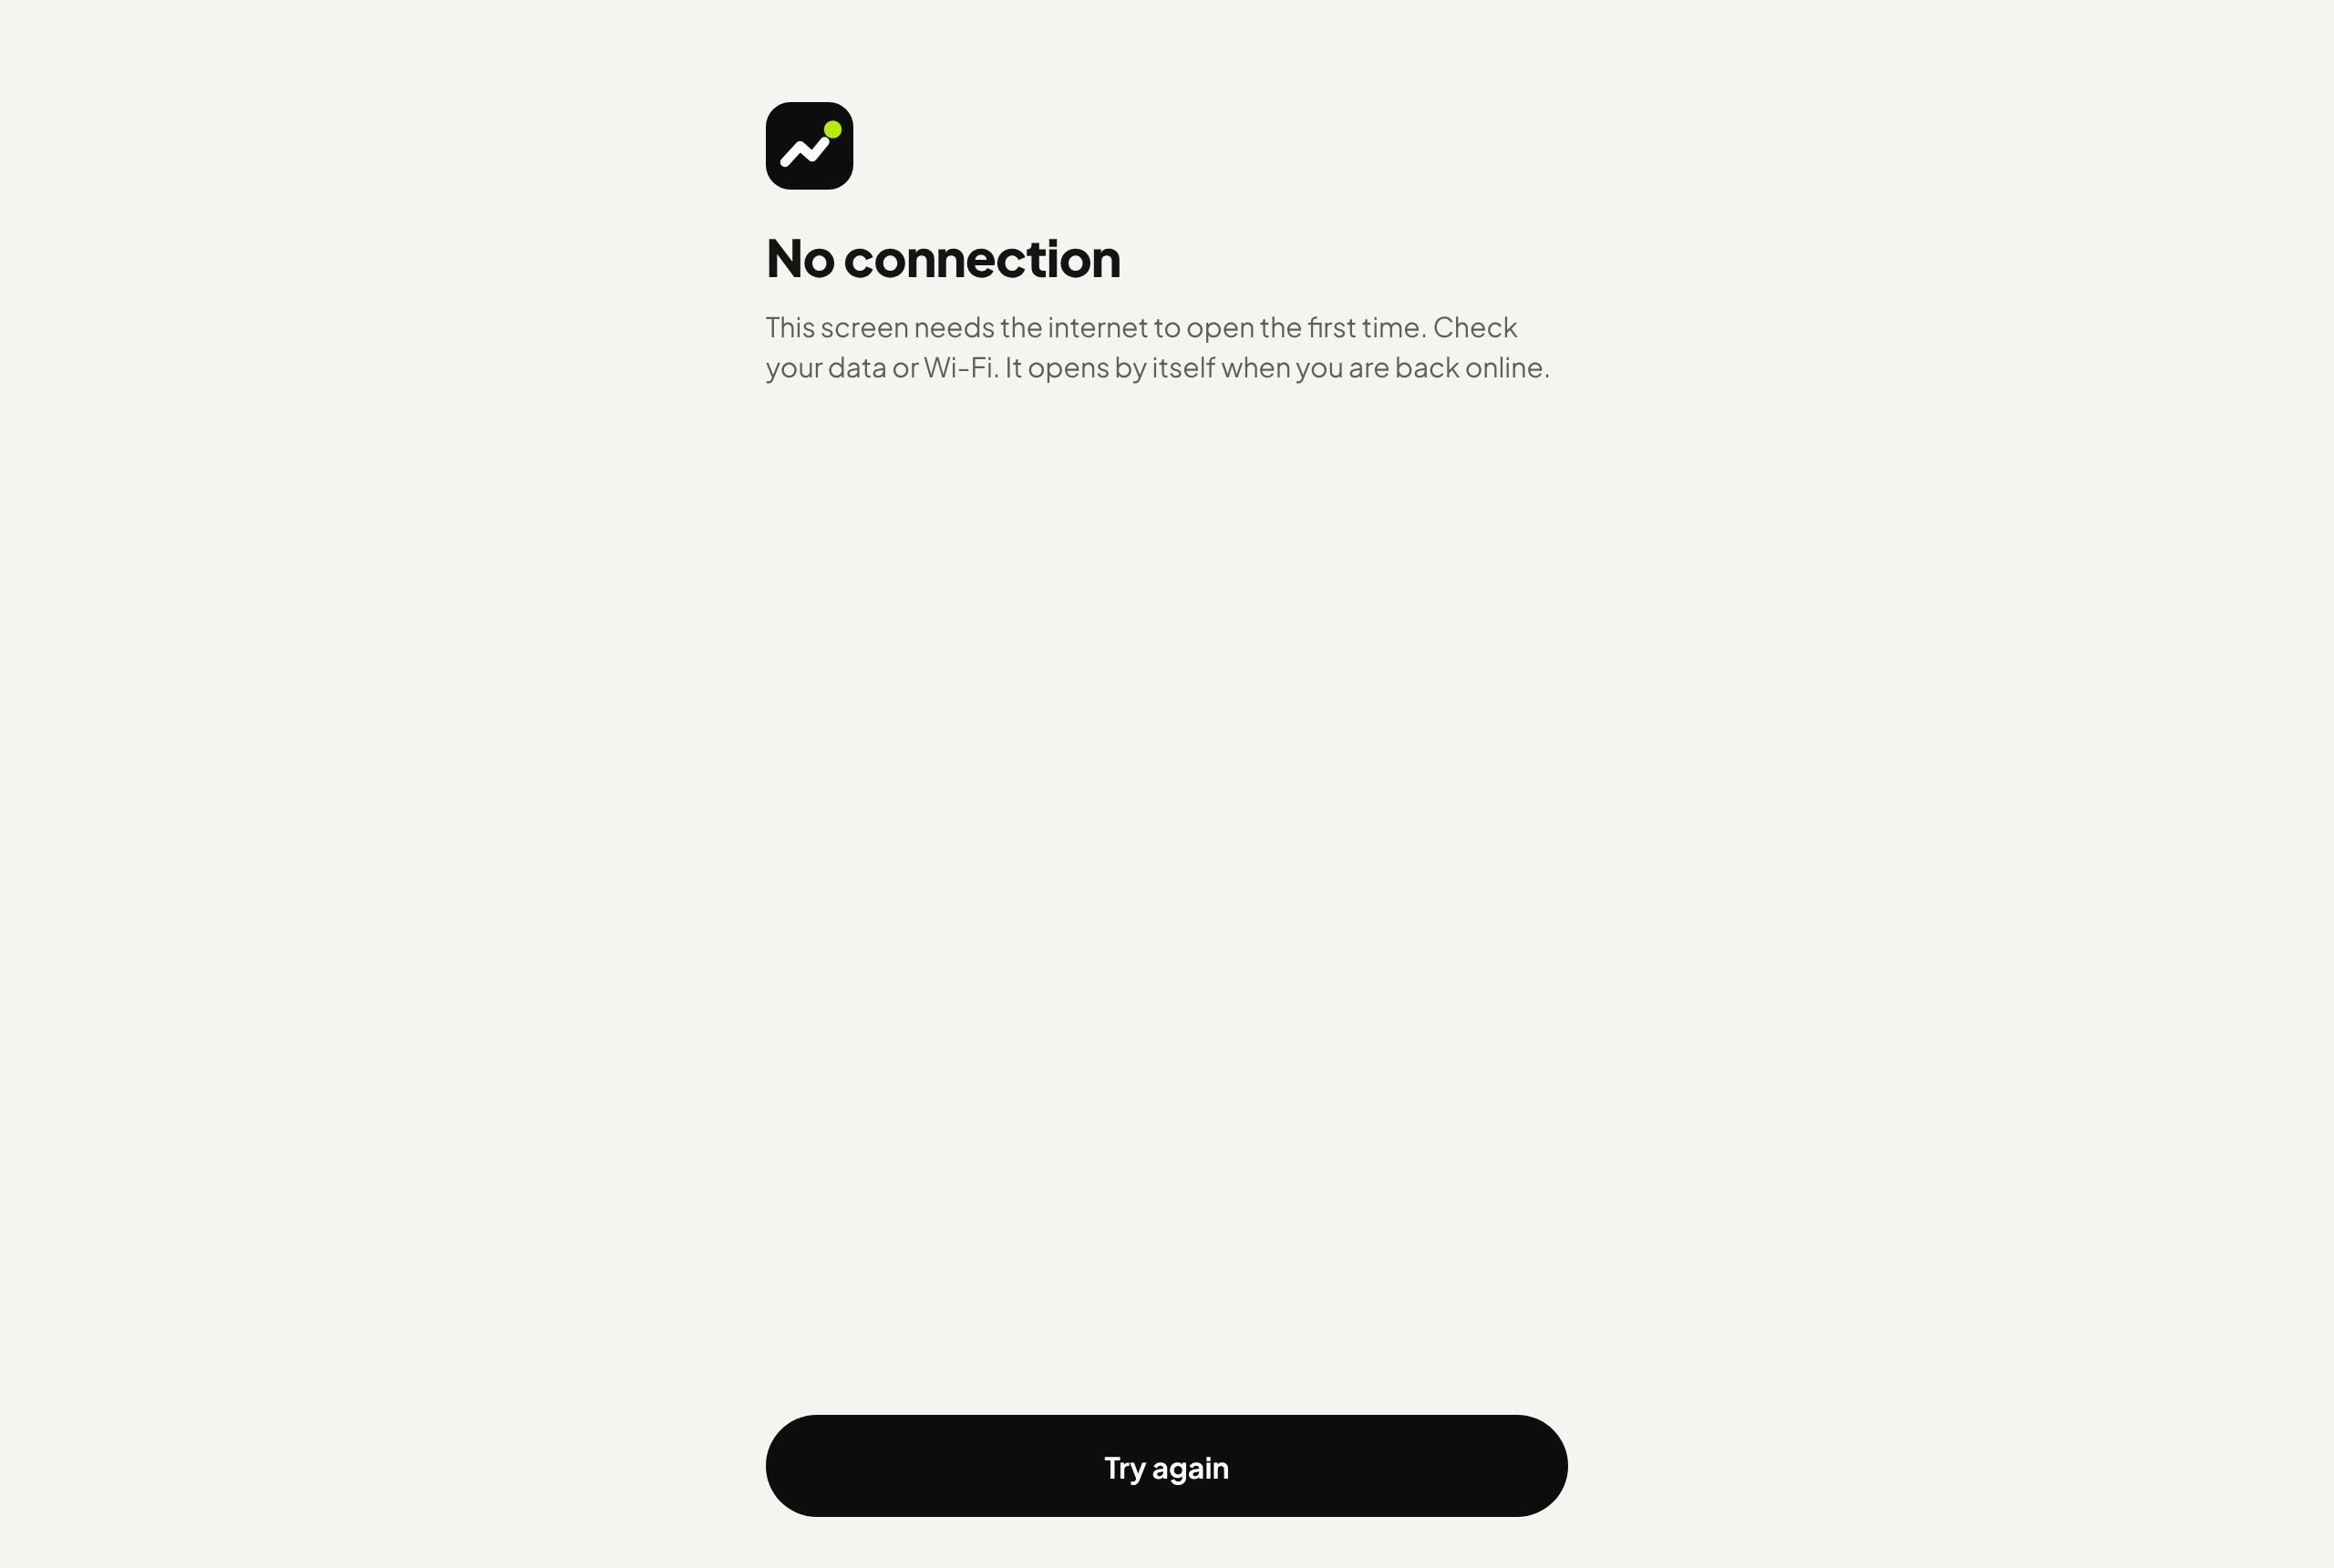 No connection
This screen needs the internet to open the first time. Check
your data or Wi-Fi. It opens by itself when you are back online.
Try again